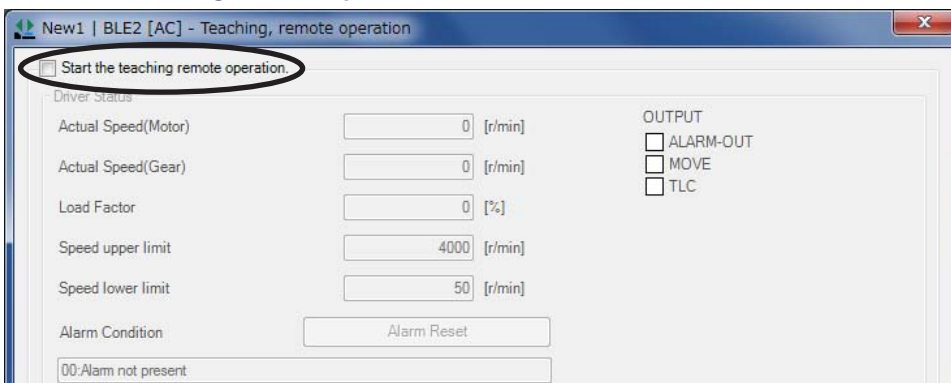 New1 | BLE2 [AC] - Teaching, remote operation
x
Start the teaching remote operation.
Driver Status
Actual Speed(Motor) 0 [r/min]
Actual Speed(Gear) 0 [r/min]
Load Factor 0 [%]
Speed upper limit 4000 [r/min]
Speed lower limit 50 [r/min]
Alarm Condition Alarm Reset
00:Alarm not present
OUTPUT
ALARM-OUT
MOVE
TLC